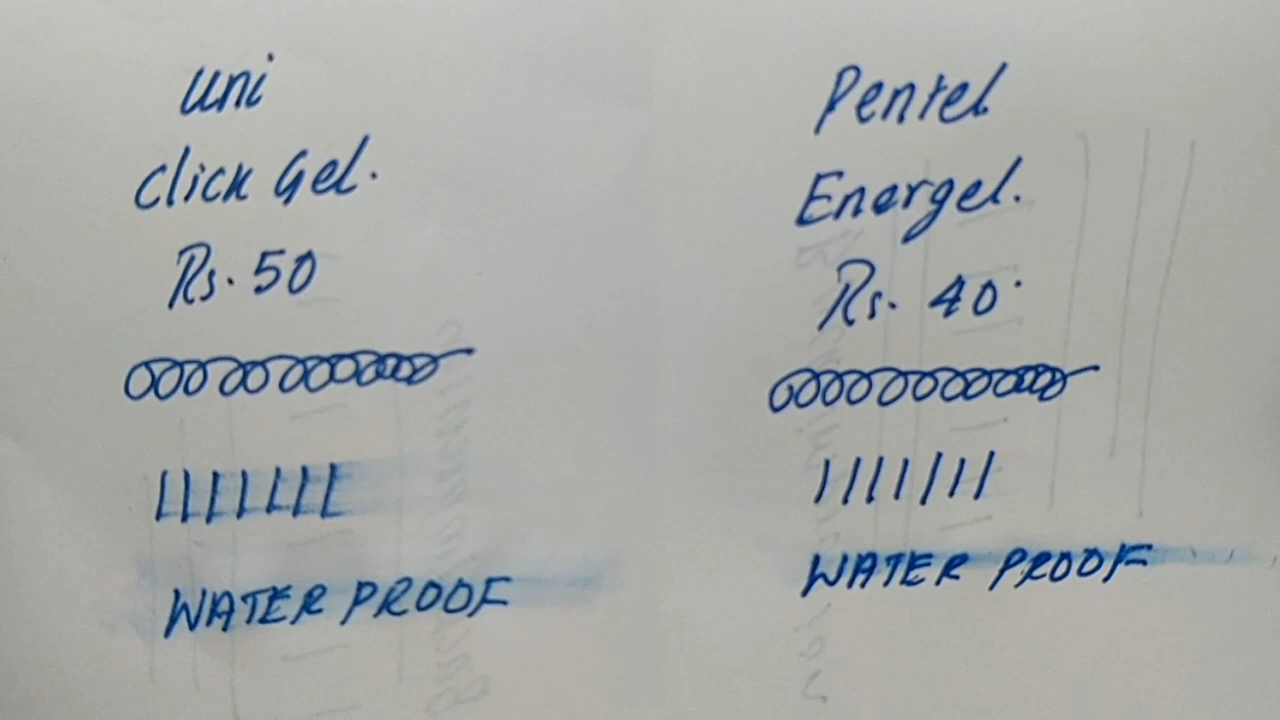 uni
Click Gel.
Rs. 50
WATER PROOF
Pentel
Energel.
Rs. 40
WATER PROOF